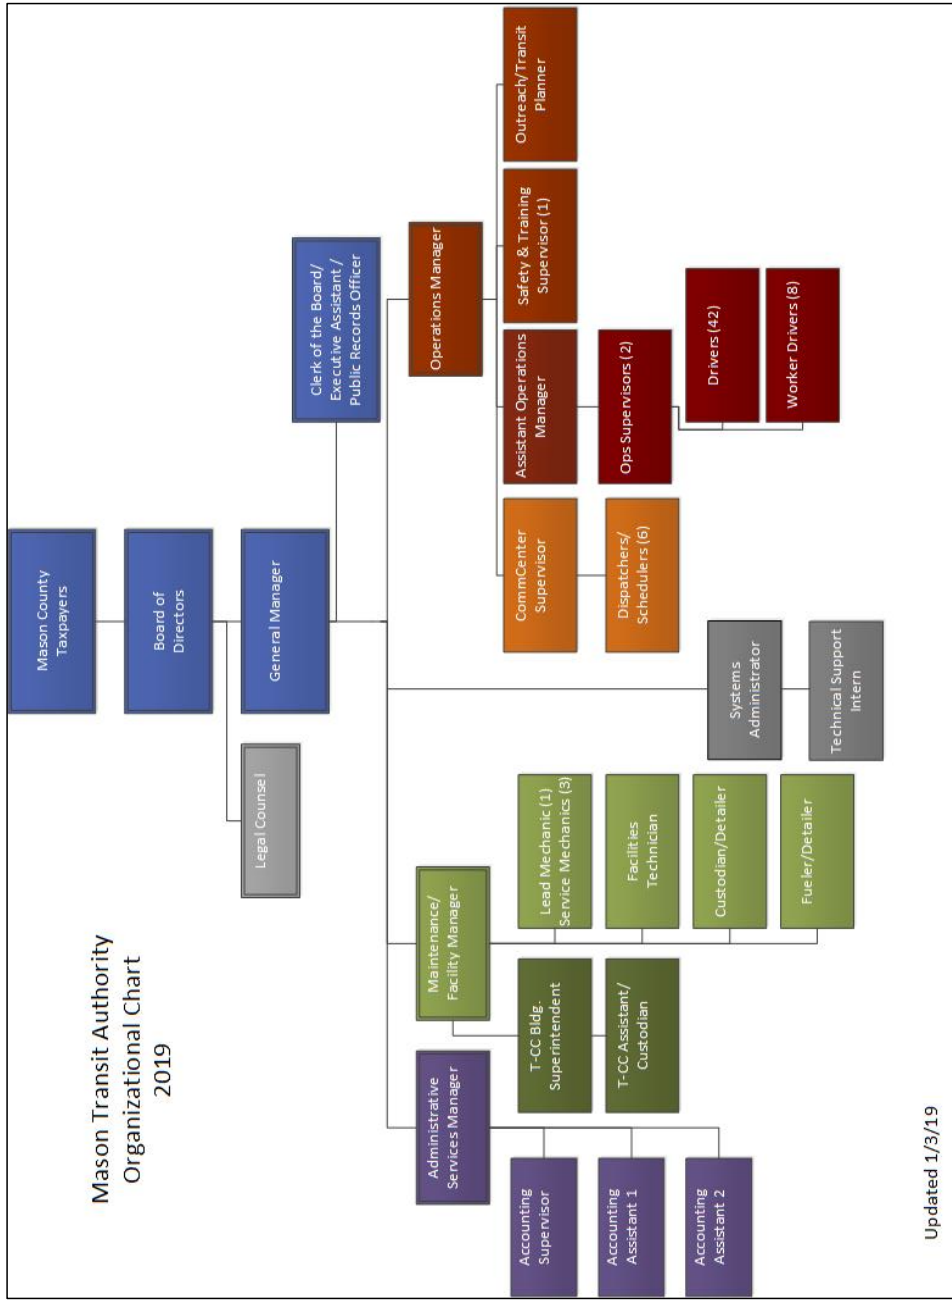 Mason Transit Authority
Organizational Chart
2019
Mason County
Taxpayers
Board of
Directors
Legal Counsel
General Manager
Clerk of the Board/
Executive Assistant /
Public Records Officer
Administrative
Services Manager
Accounting
Supervisor
Accounting
Assistant 1
Accounting
Assistant 2
Maintenance/
Facility Manager
T-CC Bldg.
Superintendent
T-CC Assistant/
Custodian
Lead Mechanic (1)
Service Mechanics (3)
Facilities
Technician
Custodian/Detailer
Fueler/Detailer
Systems
Administrator
Technical Support
Intern
Operations Manager
CommCenter
Supervisor
Dispatchers/
Schedulers (6)
Assistant Operations
Manager
Ops Supervisors (2)
Drivers (42)
Worker Drivers (8)
Safety & Training
Supervisor (1)
Outreach/Transit
Planner
Updated 1/3/19